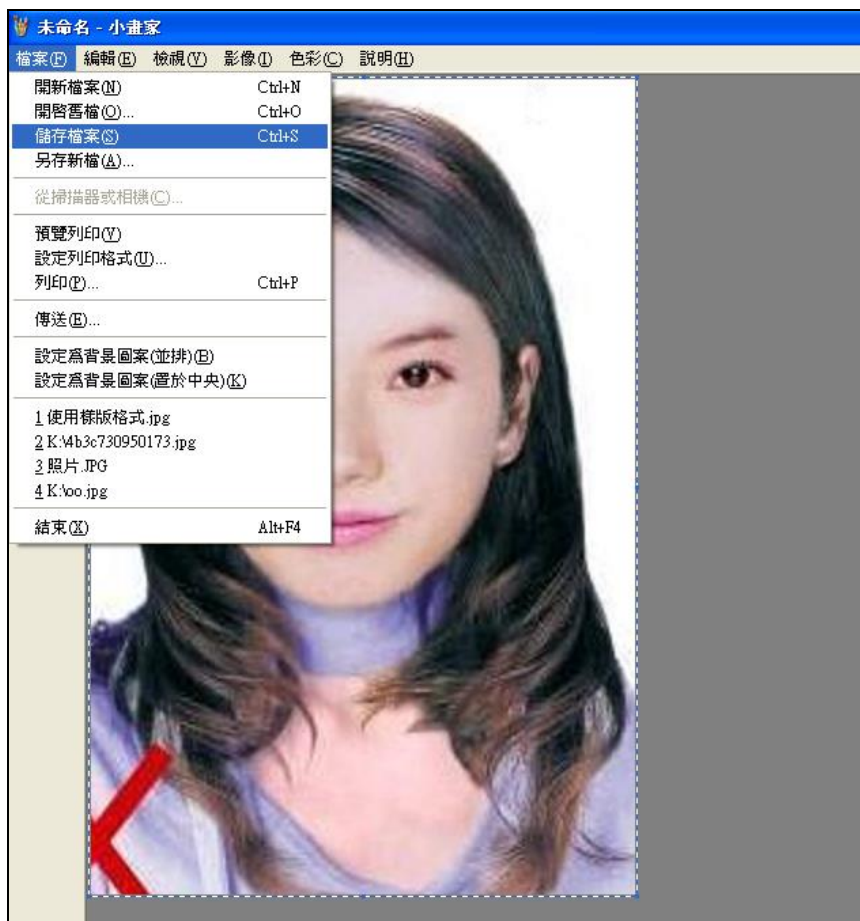 未命名 - 小畫家
檔案(F) 編輯(E) 檢視(V) 影像(I) 色彩(C) 說明(H)
開新檔案(N) Ctrl+N
開啓舊檔(O)... Ctrl+O
儲存檔案(S) Ctrl+S
另存新檔(A)...
從掃描器或相機(C)...
預覽列印(V)
設定列印格式(U)...
列印(P)... Ctrl+P
傳送(E)...
設定爲背景圖案(並排)(B)
設定爲背景圖案(置於中央)(K)
1 使用樣版格式.jpg
2 K:\4b3c730950173.jpg
3 照片.JPG
4 K:\oo.jpg
結束(X) Alt+F4